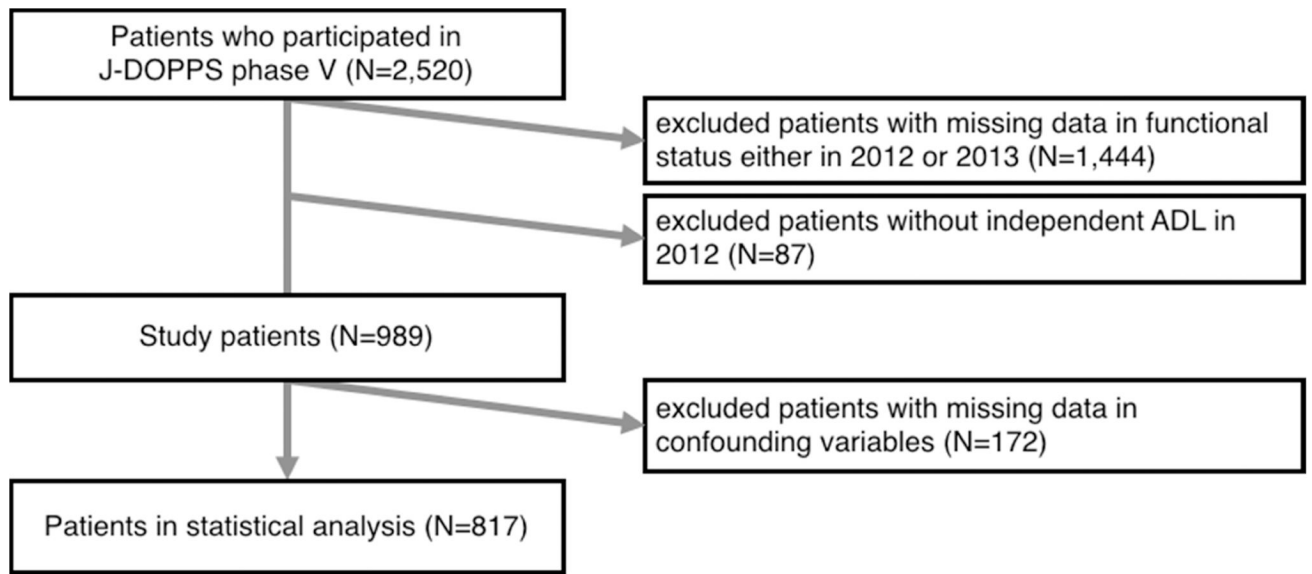 Patients who participated in
J-DOPPS phase V (N=2,520)
excluded patients with missing data in functional
status either in 2012 or 2013 (N=1,444)
excluded patients without independent ADL in
2012 (N=87)
Study patients (N=989)
excluded patients with missing data in
confounding variables (N=172)
Patients in statistical analysis (N=817)